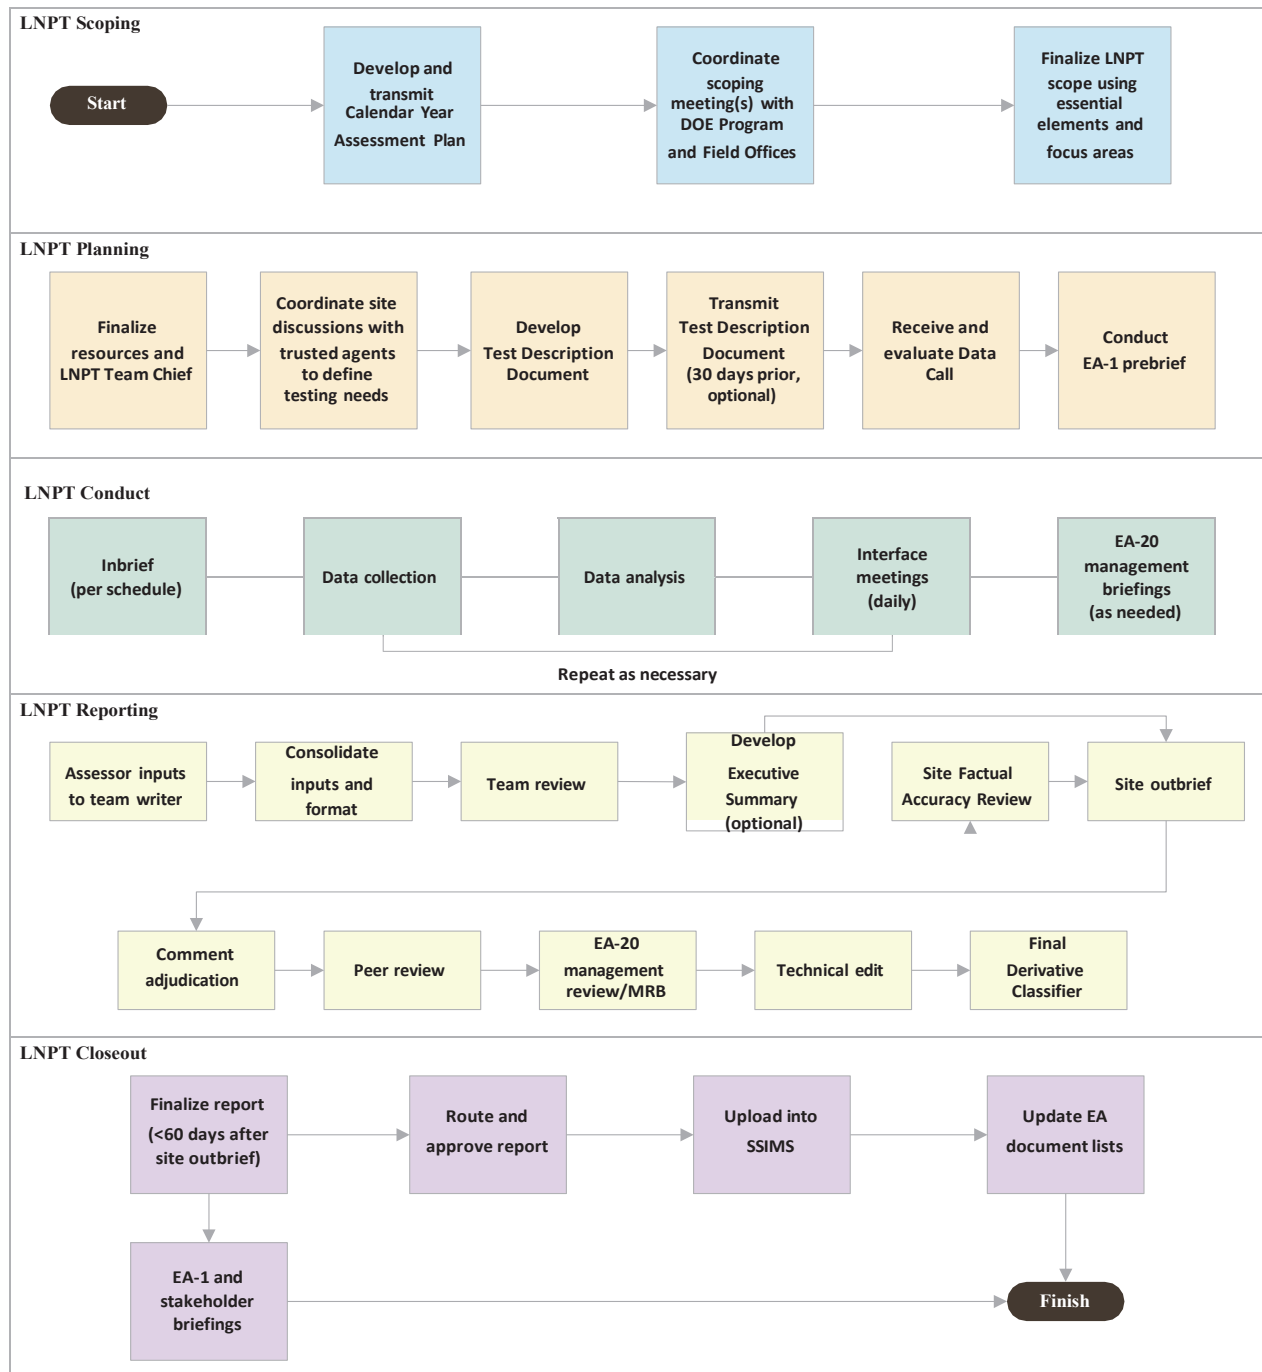 LNPT Scoping
Start
Develop and
transmit
Calendar Year
Assessment Plan
Coordinate
scoping
meeting(s) with
DOE Program
and Field Offices
Finalize LNPT
scope using
essential
elements and
focus areas
LNPT Planning
Finalize
resources and
LNPT Team Chief
Coordinate site
discussions with
trusted agents
to define
testing needs
Develop
Test Description
Document
Transmit
Test Description
Document
(30 days prior,
optional)
Receive and
evaluate Data
Call
Conduct
EA-1 prebrief
LNPT Conduct
Inbrief
(per schedule)
Data collection
Data analysis
Interface
meetings
(daily)
EA-20
management
briefings
(as needed)
Repeat as necessary
LNPT Reporting
Assessor inputs
to team writer
Consolidate
inputs and
format
Team review
Develop
Executive
Summary
(optional)
Site Factual
Accuracy Review
Site outbrief
Comment
adjudication
Peer review
EA-20
management
review/MRB
Technical edit
Final
Derivative
Classifier
LNPT Closeout
Finalize report
(<60 days after
site outbrief)
Route and
approve report
Upload into
SSIMS
Update EA
document lists
EA-1 and
stakeholder
briefings
Finish